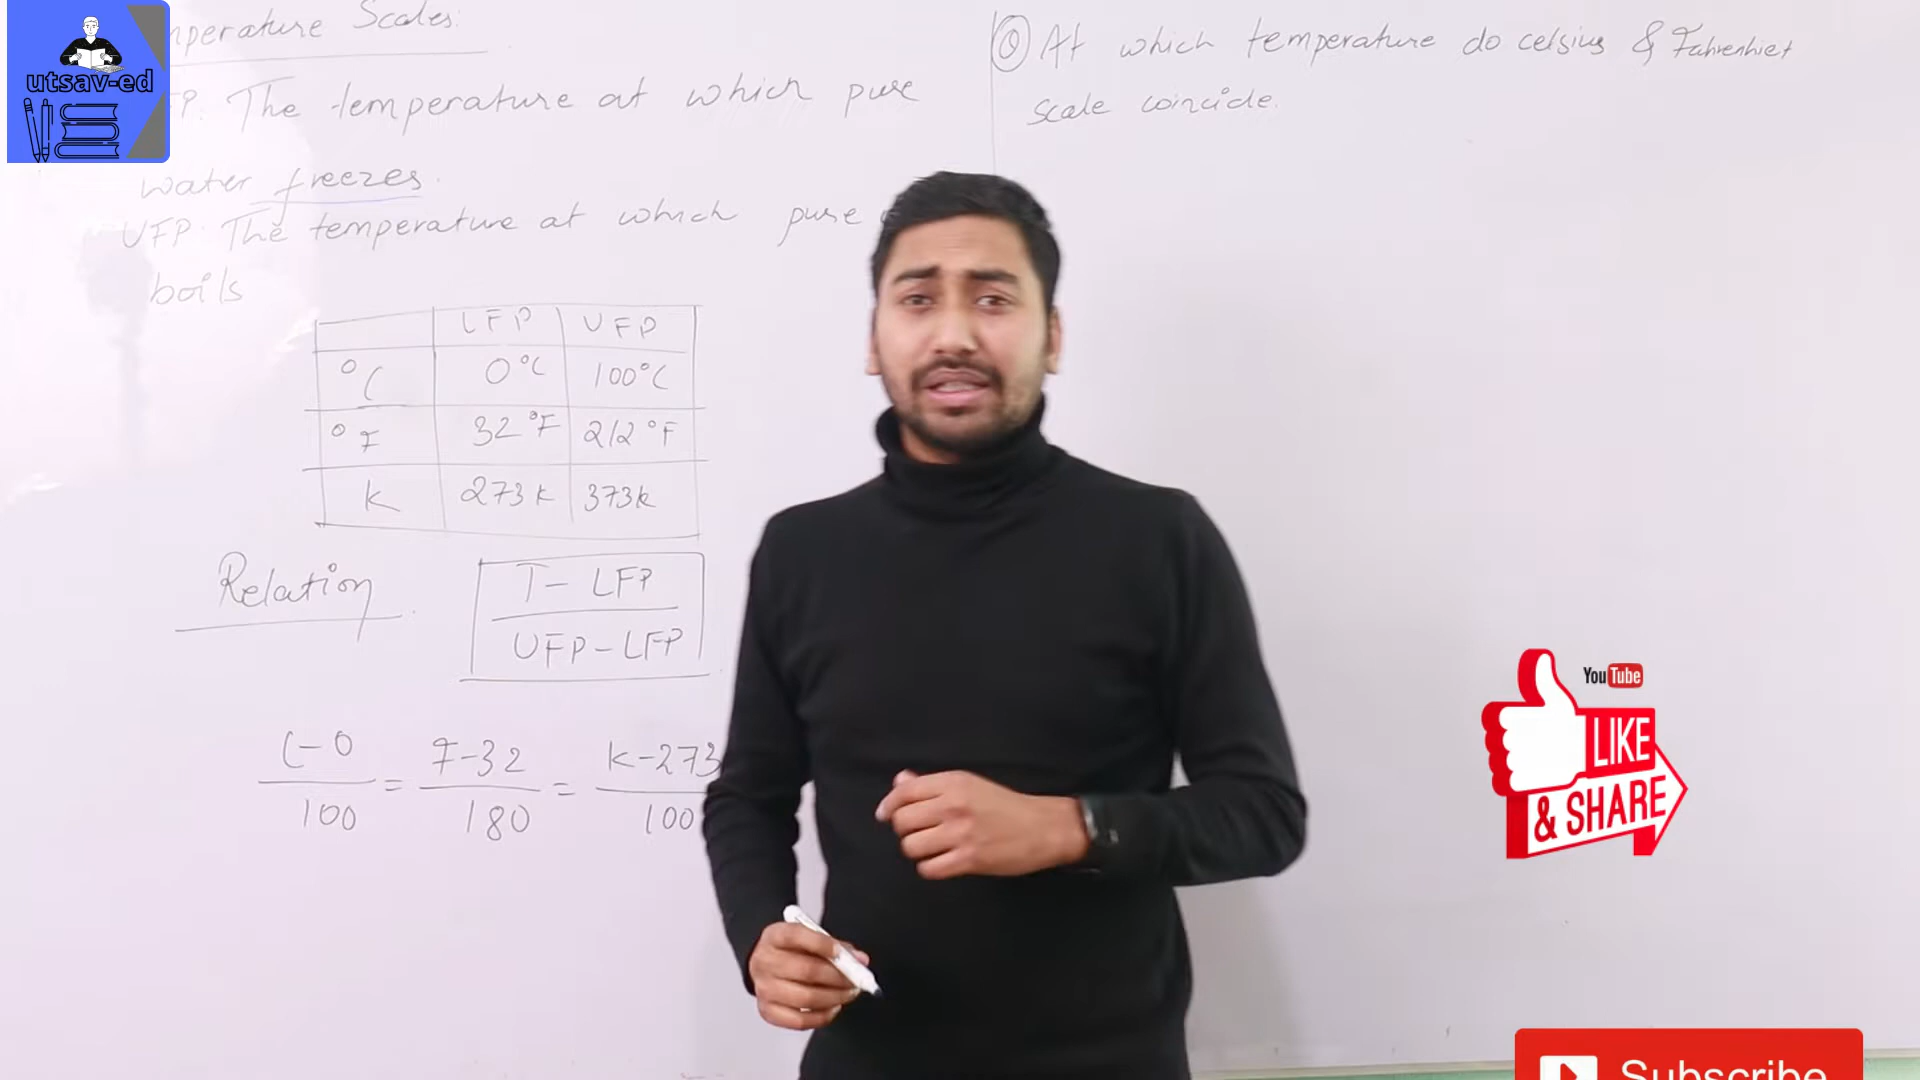 utsav-ed
Scales:
The temperature at which pure
water freezes.
UFP. The temperature at which pure
boils
LFP UFP
°C 0°C 100°C
°F 32°F 212°F
K 273K 373K
Relation
T - LFP
UFP - LFP
C-0 = F-32 = K-273
100 180 100
Q At which temperature do celsius & Fahrenhiet
scale coincide.
YouTube
LIKE
& SHARE
Subscribe